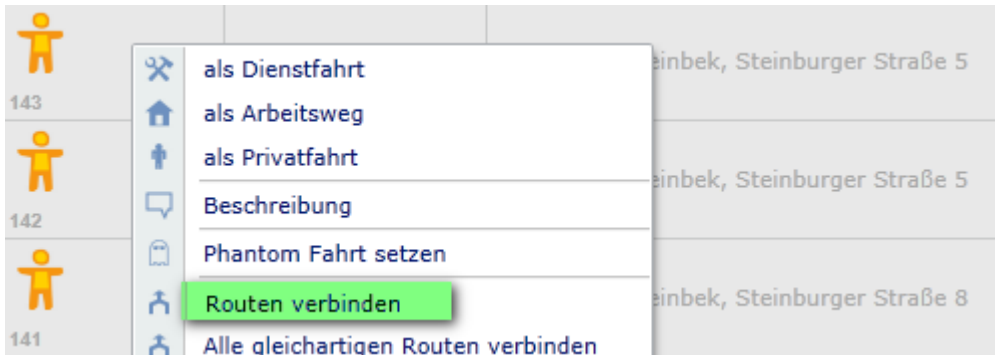 143
als Dienstfahrt
einbek, Steinburger Straße 5
als Arbeitsweg
als Privatfahrt
142
Beschreibung
einbek, Steinburger Straße 5
Phantom Fahrt setzen
141
Routen verbinden
einbek, Steinburger Straße 8
Alle gleichartigen Routen verbinden